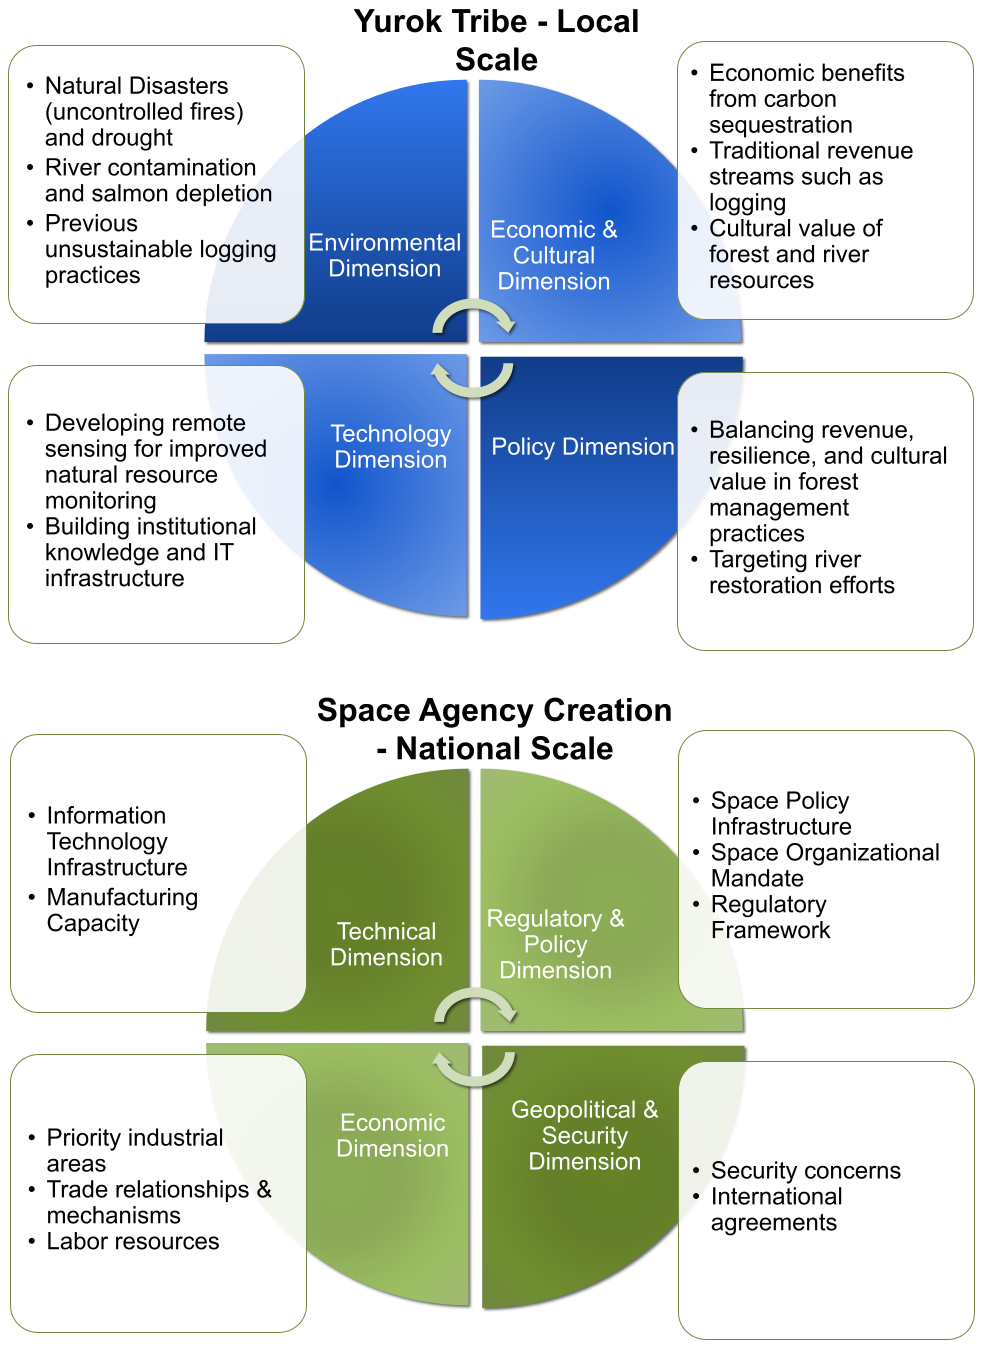 Yurok Tribe - Local
Scale
• Natural Disasters
(uncontrolled fires)
and drought
• River contamination
and salmon depletion
• Previous
unsustainable logging
practices
Environmental
Dimension
Economic &
Cultural
Dimension
• Economic benefits
from carbon
sequestration
• Traditional revenue
streams such as
logging
• Cultural value of
forest and river
resources
• Developing remote
sensing for improved
natural resource
monitoring
• Building institutional
knowledge and IT
infrastructure
Technology
Dimension
Policy Dimension
• Balancing revenue,
resilience, and cultural
value in forest
management
practices
• Targeting river
restoration efforts
Space Agency Creation
- National Scale
• Information
Technology
Infrastructure
• Manufacturing
Capacity
Technical
Dimension
Regulatory &
Policy
Dimension
• Space Policy
Infrastructure
• Space Organizational
Mandate
• Regulatory
Framework
• Priority industrial
areas
• Trade relationships &
mechanisms
• Labor resources
Economic
Dimension
Geopolitical &
Security
Dimension
• Security concerns
• International
agreements